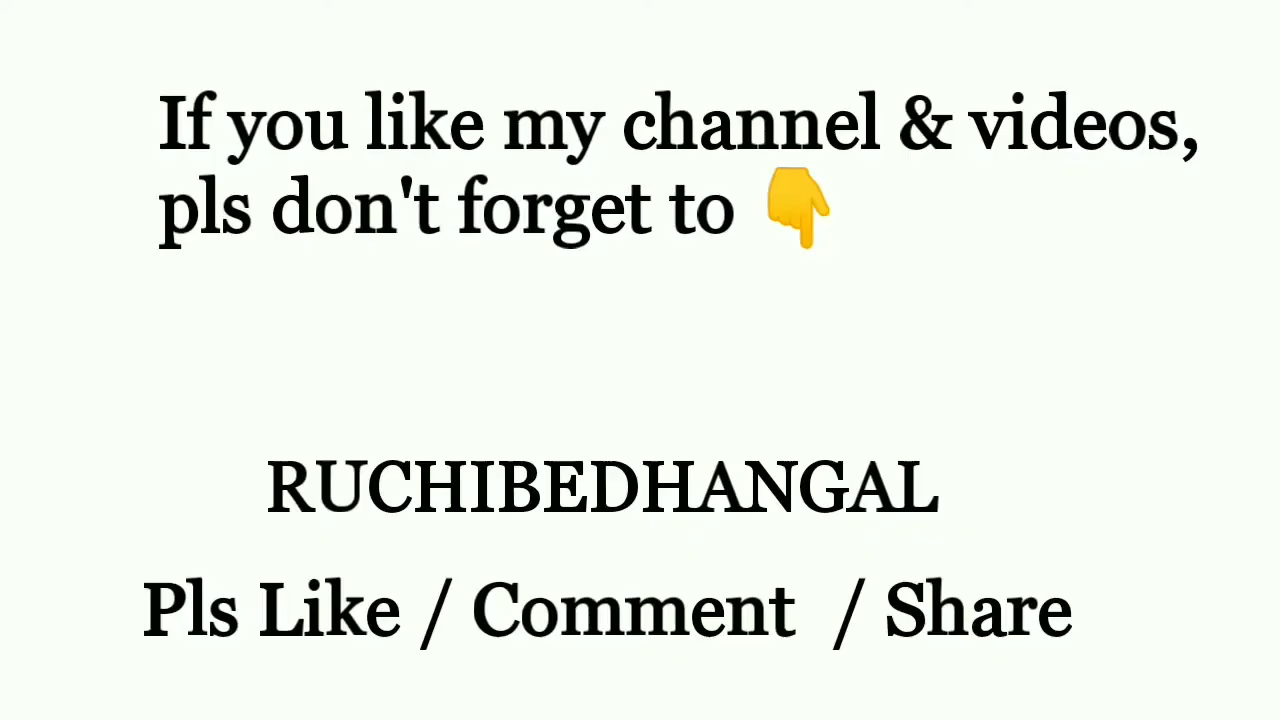 If you like my channel & videos,
pls don't forget to 👇
RUCHIBEDHANGAL
Pls Like / Comment / Share